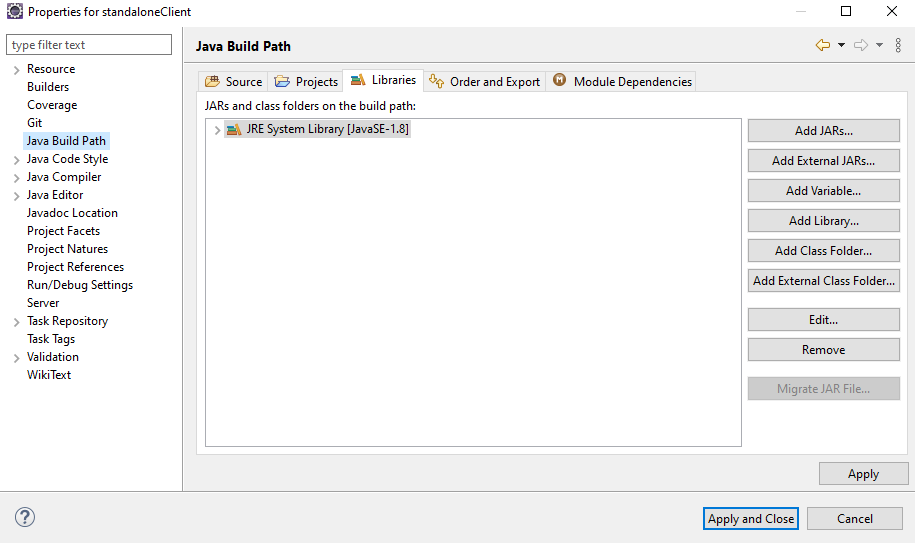 Properties for standaloneClient
type filter text
Resource
Builders
Coverage
Git
Java Build Path
Java Code Style
Java Compiler
Java Editor
Javadoc Location
Project Facets
Project Natures
Project References
Run/Debug Settings
Server
Task Repository
Task Tags
Validation
WikiText
Java Build Path
Source
Projects
Libraries
Order and Export
M
Module Dependencies
JARs and class folders on the build path:
JRE System Library [JavaSE-1.8]
Add JARs...
Add External JARs...
Add Variable...
Add Library...
Add Class Folder...
Add External Class Folder...
Edit...
Remove
Migrate JAR File...
Apply
?
Apply and Close
Cancel